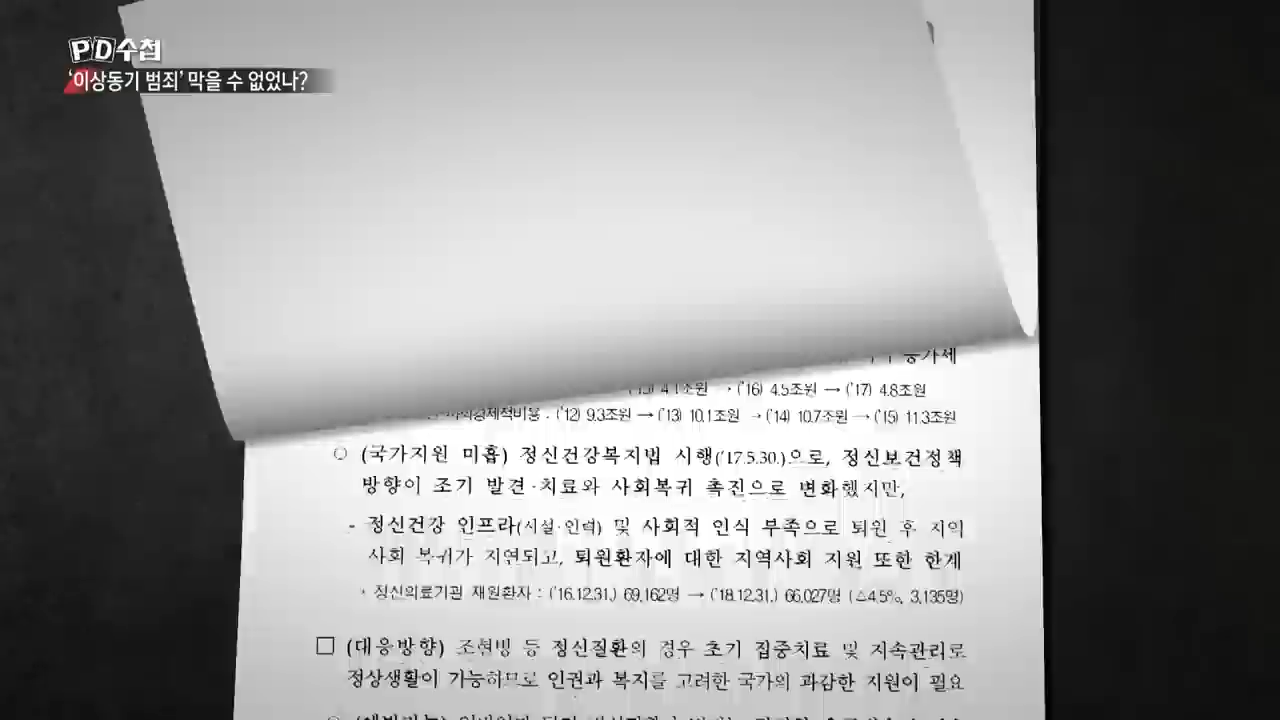 PD수첩
'이상동기 범죄' 막을 수 없었나?
증가세
('15) 4.1조원 → ('16) 4.5조원 → ('17) 4.8조원
('12) 9.3조원 → ('13) 10.1조원 → ('14) 10.7조원 → ('15) 11.3조원
○ (국가지원 미흡) 정신건강복지법 시행('17.5.30.)으로, 정신보건정책
방향이 조기 발견·치료와 사회복귀 촉진으로 변화했지만,
- 정신건강 인프라(시설·인력) 및 사회적 인식 부족으로 퇴원 후 지역
사회 복귀가 지연되고, 퇴원환자에 대한 지역사회 지원 또한 한계
* 정신의료기관 재원환자 : ('16.12.31.) 69,162명 → ('18.12.31.) 66,027명 (△4.5%, 3,135명)
□ (대응방향) 조현병 등 정신질환의 경우 초기 집중치료 및 지속관리로
정상생활이 가능하므로 인권과 복지를 고려한 국가의 과감한 지원이 필요